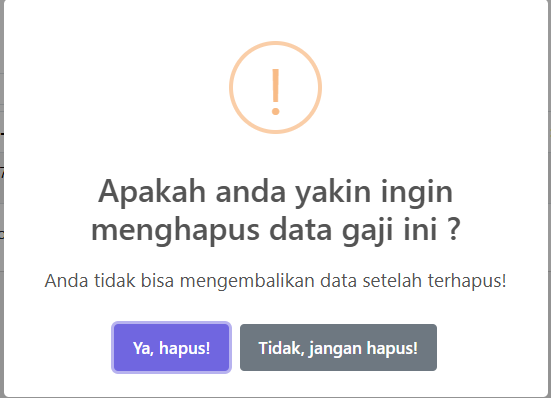 !
Apakah anda yakin ingin
menghapus data gaji ini ?
Anda tidak bisa mengembalikan data setelah terhapus!
Ya, hapus!
Tidak, jangan hapus!